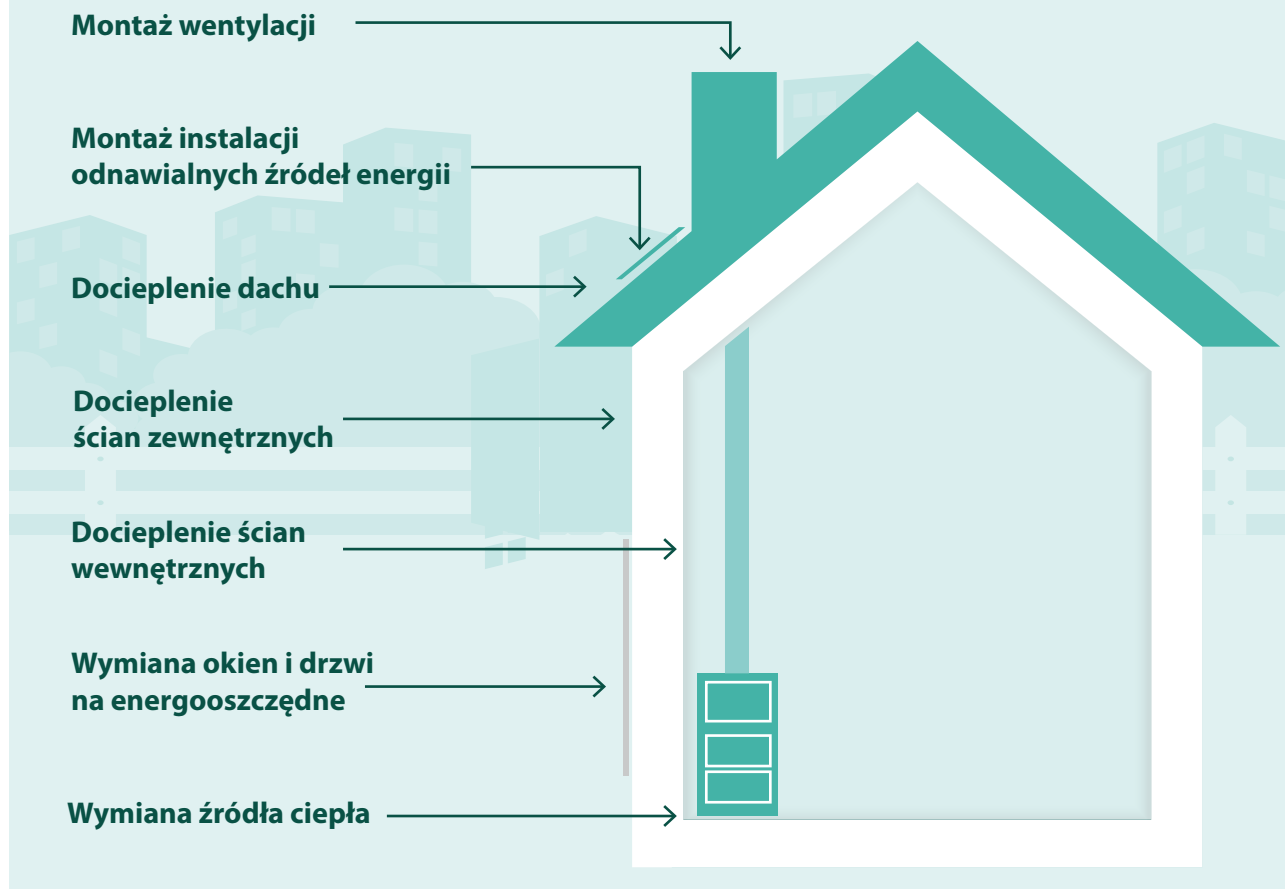 Montaż wentylacji
Montaż instalacji
odnawialnych źródeł energii
Docieplenie dachu
Docieplenie
ścian zewnętrznych
Docieplenie ścian
wewnętrznych
Wymiana okien i drzwi
na energooszczędne
Wymiana źródła ciepła